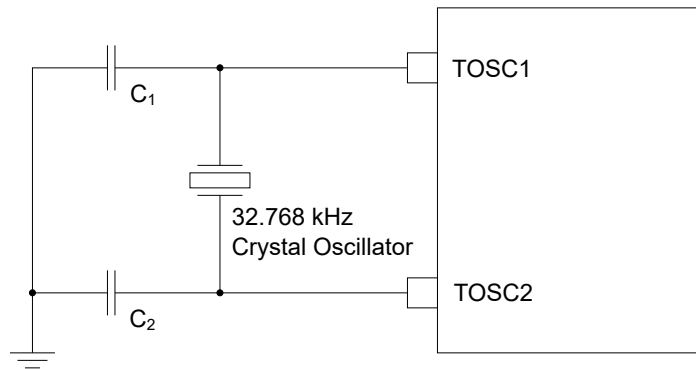 TOSC1
C₁
32.768 kHz
Crystal Oscillator
TOSC2
C₂